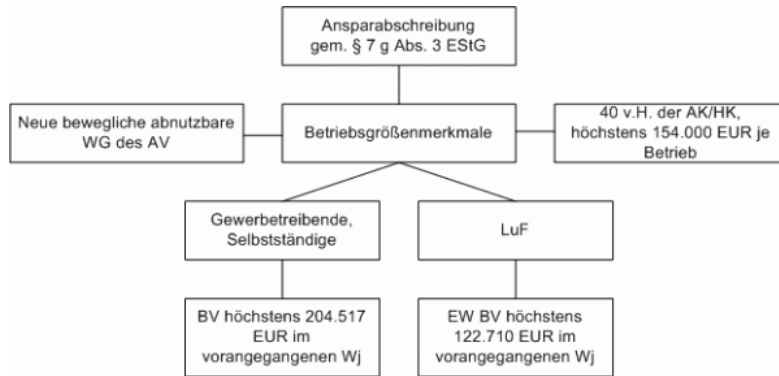 Ansparabschreibung
gem. § 7 g Abs. 3 EStG
Neue bewegliche abnutzbare
WG des AV
Betriebsgrößenmerkmale
40 v.H. der AK/HK,
höchstens 154.000 EUR je
Betrieb
Gewerbetreibende,
Selbstständige
LuF
BV höchstens 204.517
EUR im
vorangegangenen Wj
EW BV höchstens
122.710 EUR im
vorangegangenen Wj